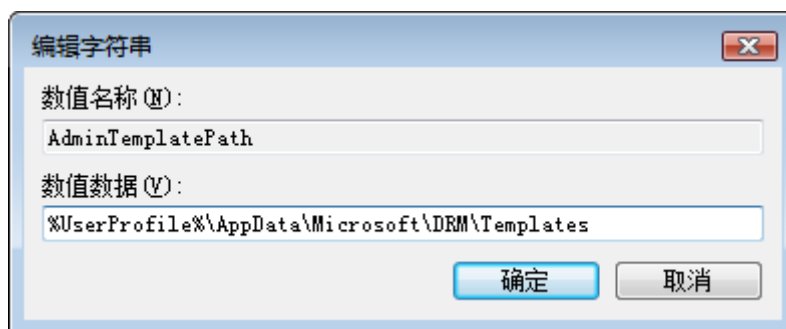 编辑字符串
数值名称(N):
AdminTemplatePath
数值数据(V):
%UserProfile%\AppData\Microsoft\DRM\Templates
确定 取消